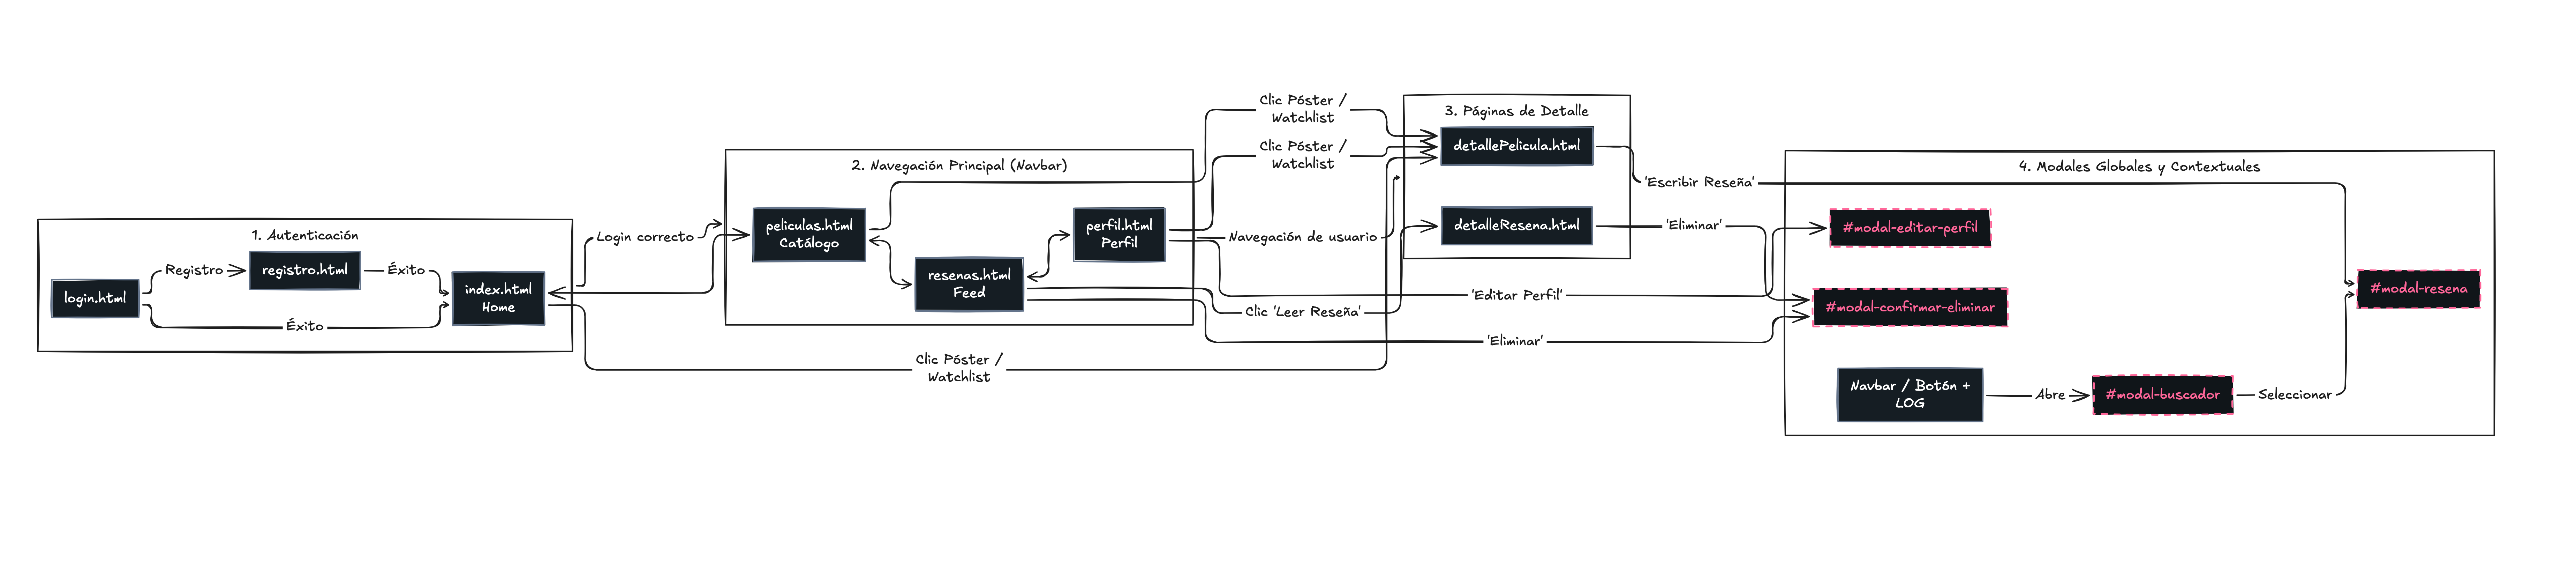 1. Autenticación
login.html
Registro
registro.html
Éxito
Éxito
index.html
Home
Login correcto
2. Navegación Principal (Navbar)
peliculas.html
Catálogo
resenas.html
Feed
perfil.html
Perfil
Clic Póster /
Watchlist
Clic Póster /
Watchlist
Navegación de usuario
Clic 'Leer Reseña'
Clic Póster /
Watchlist
3. Páginas de Detalle
detallePelicula.html
detalleResena.html
'Escribir Reseña'
'Eliminar'
'Editar Perfil'
'Eliminar'
4. Modales Globales y Contextuales
#modal-editar-perfil
#modal-confirmar-eliminar
#modal-resena
Navbar / Botón +
LOG
Abre
#modal-buscador
Seleccionar